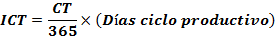 ICT = CT/365 × (Días ciclo productivo)